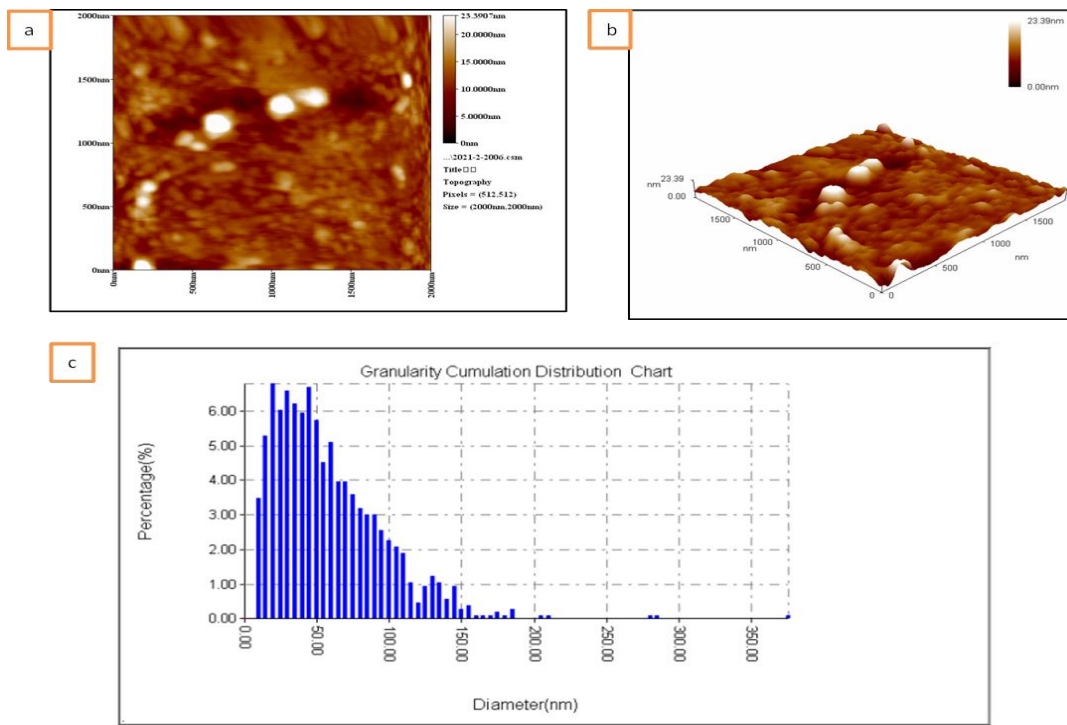 a
2000nm
1500nm
1000nm
500nm
0nm
0nm
500nm
1000nm
1500nm
2000nm
23.3907nm
20.0000nm
15.0000nm
10.0000nm
5.0000nm
0nm
...\2021-2-2006.csm
Title□□
Topography
Pixels = (512,512)
Size = (2000nm,2000nm)
b
23.39nm
0.00nm
23.39
nm
0.00
1500
1000
nm
500
0
0
500
nm
1000
1500
c
Granularity Cumulation Distribution Chart
Percentage(%)
6.00
5.00
4.00
3.00
2.00
1.00
0.00
0.00
50.00
100.00
150.00
200.00
250.00
300.00
350.00
Diameter(nm)